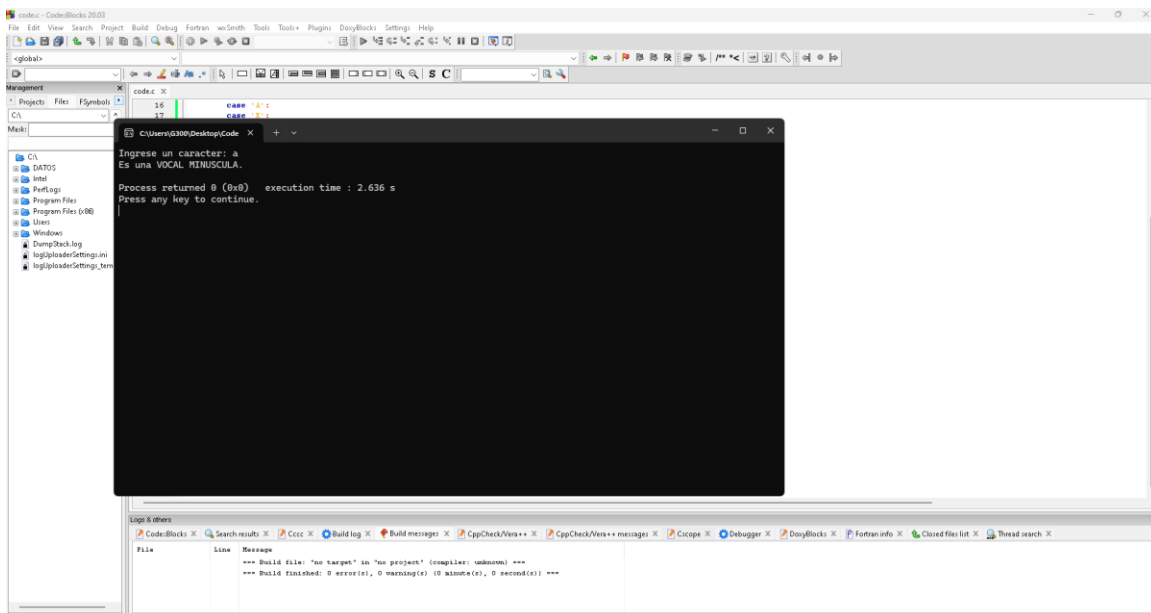 code.c - Code::Blocks 20.03
File Edit View Search Project Build Debug Fortran wxSmith Tools Tools+ Plugins DoxyBlocks Settings Help
<global>
S C
/** *<
Management
code.c
Projects Files FSymbols
16 case 'A':
17 case 'E':
C:\
Mask:
C:\Users\G300\Desktop\Code
Ingrese un caracter: a
Es una VOCAL MINUSCULA.
Process returned 0 (0x0) execution time : 2.636 s
Press any key to continue.
C:\
DATOS
Intel
PerfLogs
Program Files
Program Files (x86)
Users
Windows
DumpStack.log
logUploaderSettings.ini
logUploaderSettings_tem
Logs & others
Code::Blocks Search results Cccc Build log Build messages CppCheck/Vera++ CppCheck/Vera++ messages Cscope Debugger DoxyBlocks Fortran info Closed files list Thread search
File Line Message
=== Build file: "no target" in "no project" (compiler: unknown) ===
=== Build finished: 0 error(s), 0 warning(s) (0 minute(s), 0 second(s)) ===